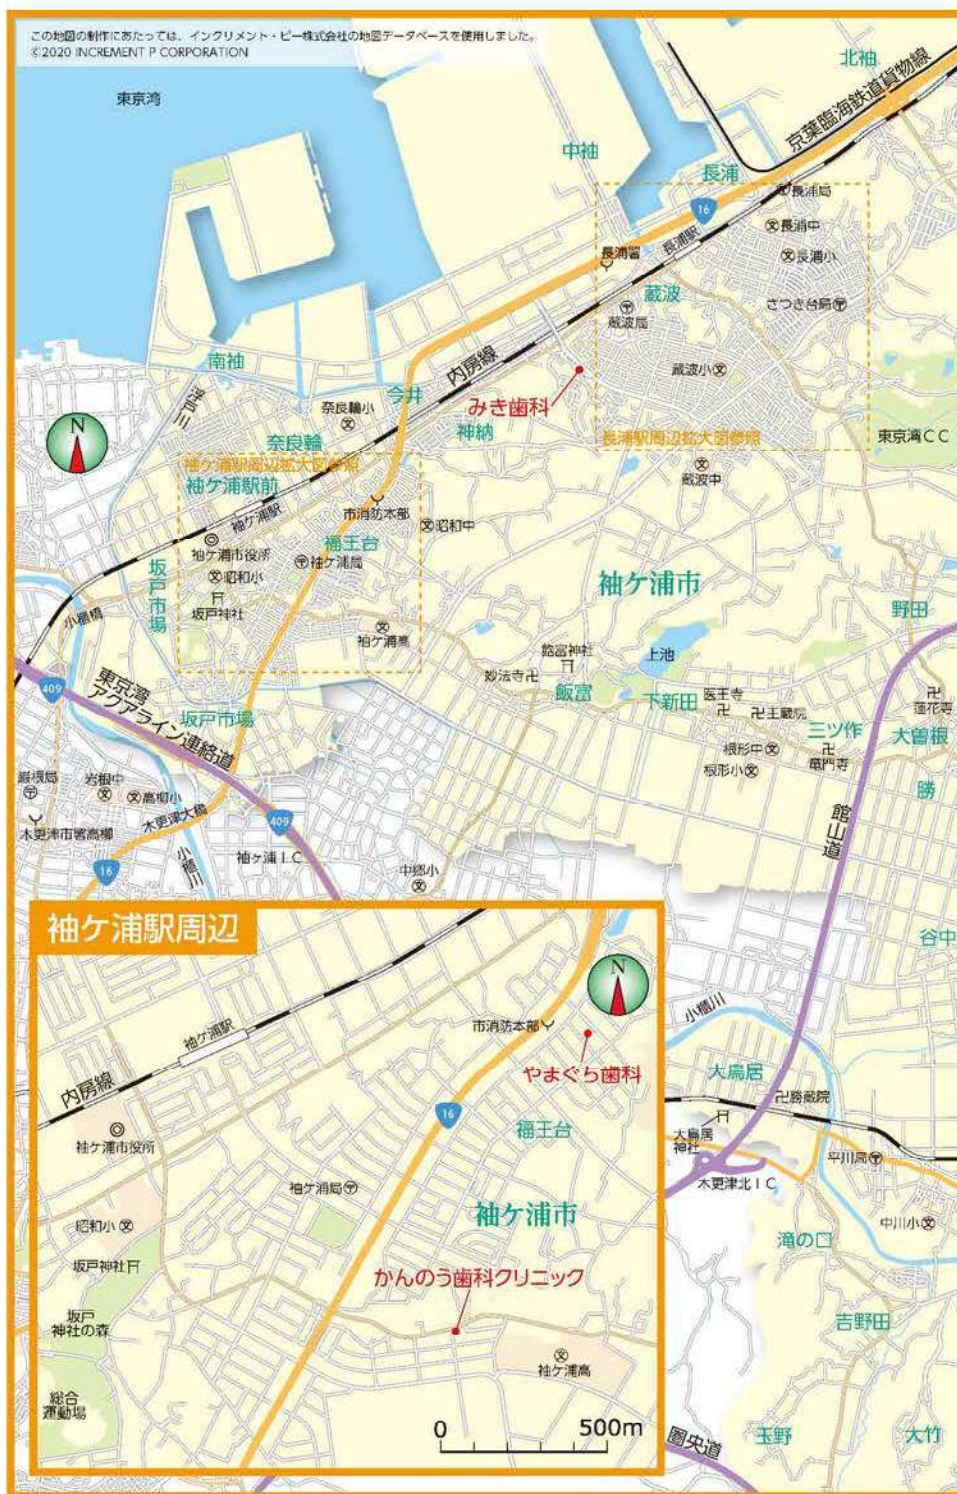 この地図の制作にあたっては、インクリメント・ピー株式会社の地図データベースを使用しました。
©2020 INCREMENT P CORPORATION
東京湾
北袖
京葉臨海鉄道貨物線
中袖
長浦
長浦局
16
長浦中
長浦駅
長浦署
長浦小
蔵波
さつき台局
蔵波局
南袖
内房線
蔵波小
今井
みき歯科
奈良輪小
N
奈良輪
神納
長浦駅周辺拡大図参照
東京湾CC
袖ケ浦駅周辺拡大図参照
袖ケ浦駅前
蔵波中
袖ケ浦駅
市消防本部
昭和中
袖ケ浦市役所
福王台
袖ケ浦局
坂戸市場
昭和小
袖ケ浦市
坂戸神社
小櫃橋
野田
袖ケ浦高
飽富神社
上池
409
東京湾
アクアライン連絡道
妙法寺
飯富
下新田
医王寺
蓮花寺
坂戸市場
王蔵院
三ツ作
大曽根
根形中
竜門寺
根形小
巌根局
岩根中
高柳小
勝
木更津市署高柳
木更津大橋
409
館山道
16
小櫃川
袖ヶ浦IC
中郷小
袖ケ浦駅周辺
谷中
N
小櫃川
袖ケ浦駅
市消防本部
やまぐち歯科
大鳥居
内房線
勝蔵院
16
福王台
袖ケ浦市役所
大鳥居
神社
平川局
木更津北IC
袖ケ浦局
袖ケ浦市
中川小
昭和小
滝の口
坂戸神社
かんのう歯科クリニック
坂戸
神社の森
吉野田
袖ケ浦高
総合
運動場
0 500m
圏央道
玉野
大竹